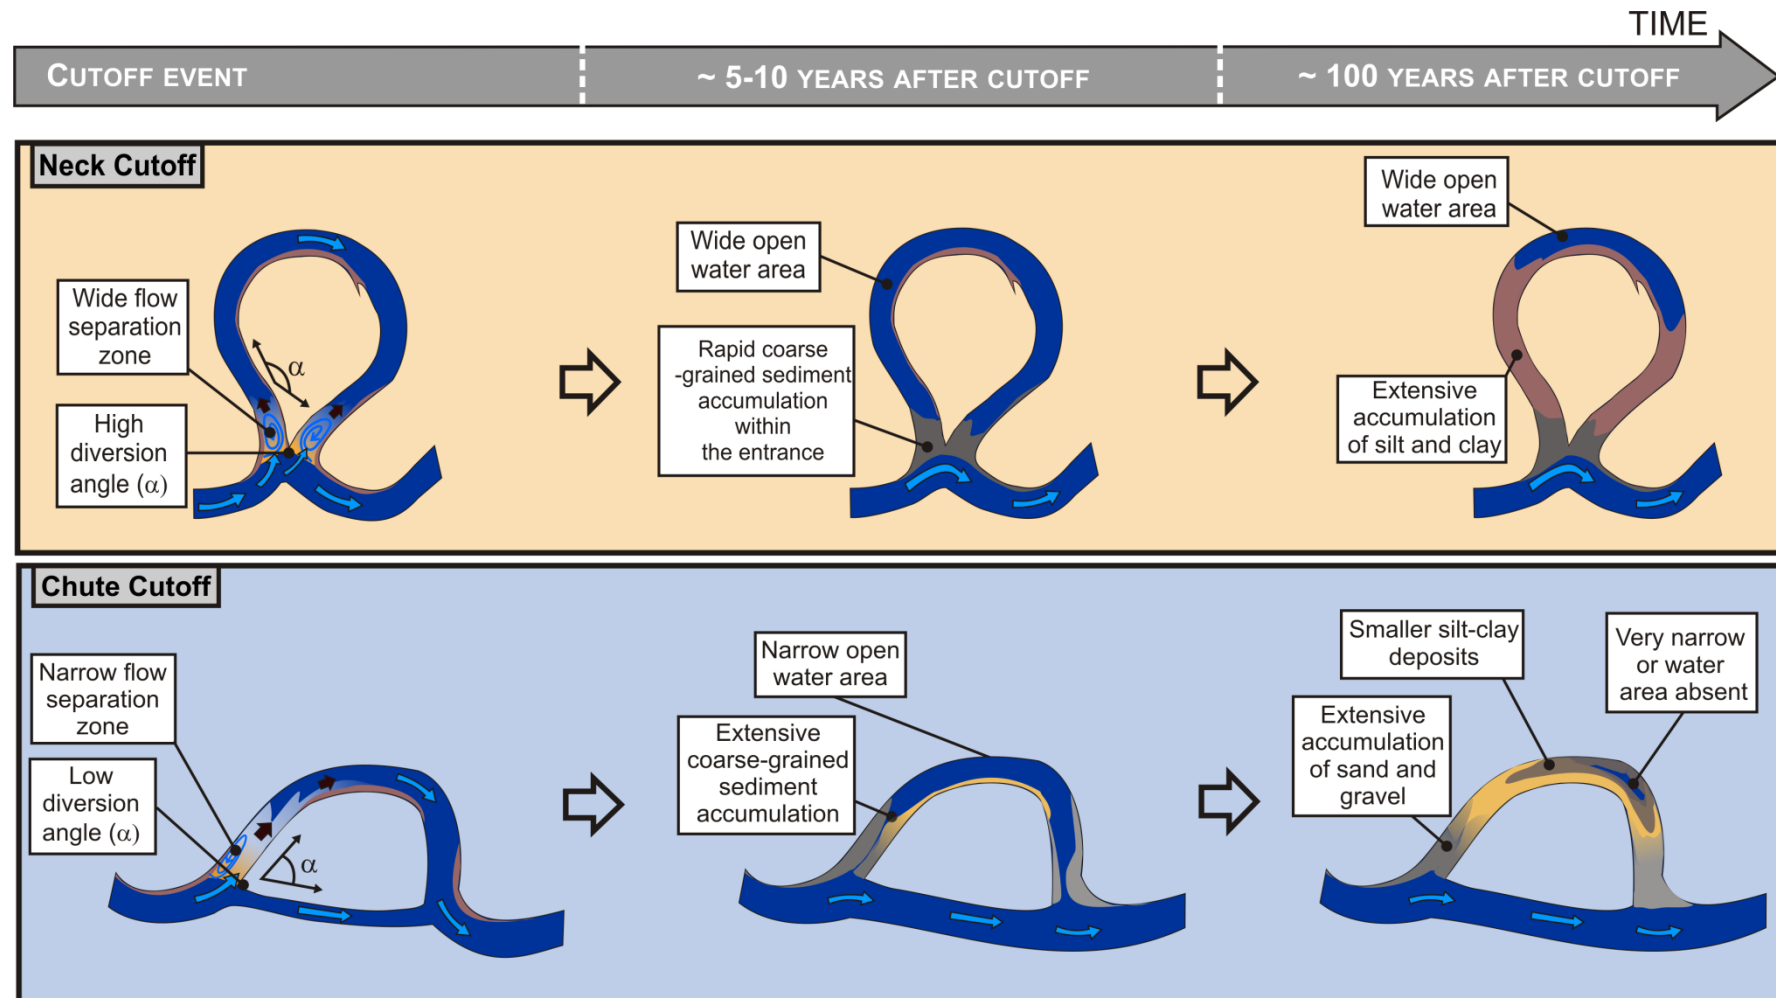 TIME
CUTOFF EVENT
~ 5-10 YEARS AFTER CUTOFF
~ 100 YEARS AFTER CUTOFF
Neck Cutoff
Wide flow
separation
zone
High
diversion
angle (α)
α
Wide open
water area
Rapid coarse
-grained sediment
accumulation
within
the entrance
Wide open
water area
Extensive
accumulation
of silt and clay
Chute Cutoff
Narrow flow
separation
zone
Low
diversion
angle (α)
α
Narrow open
water area
Extensive
coarse-grained
sediment
accumulation
Smaller silt-clay
deposits
Very narrow
or water
area absent
Extensive
accumulation
of sand and
gravel